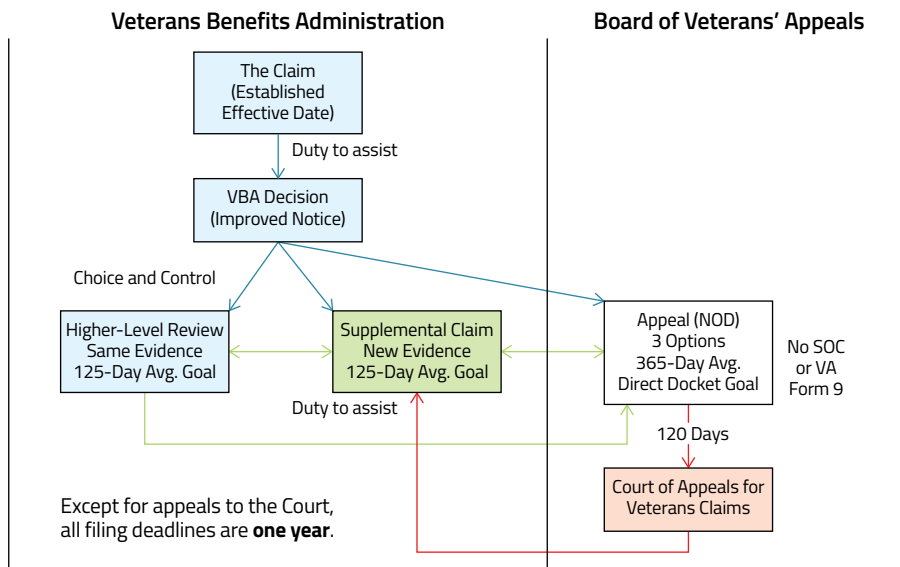 Veterans Benefits Administration
Board of Veterans’ Appeals
The Claim
(Established
Effective Date)
Duty to assist
VBA Decision
(Improved Notice)
Choice and Control
Higher-Level Review
Same Evidence
125-Day Avg. Goal
Supplemental Claim
New Evidence
125-Day Avg. Goal
Duty to assist
Appeal (NOD)
3 Options
365-Day Avg.
Direct Docket Goal
No SOC
or VA
Form 9
120 Days
Court of Appeals for
Veterans Claims
Except for appeals to the Court,
all filing deadlines are one year.